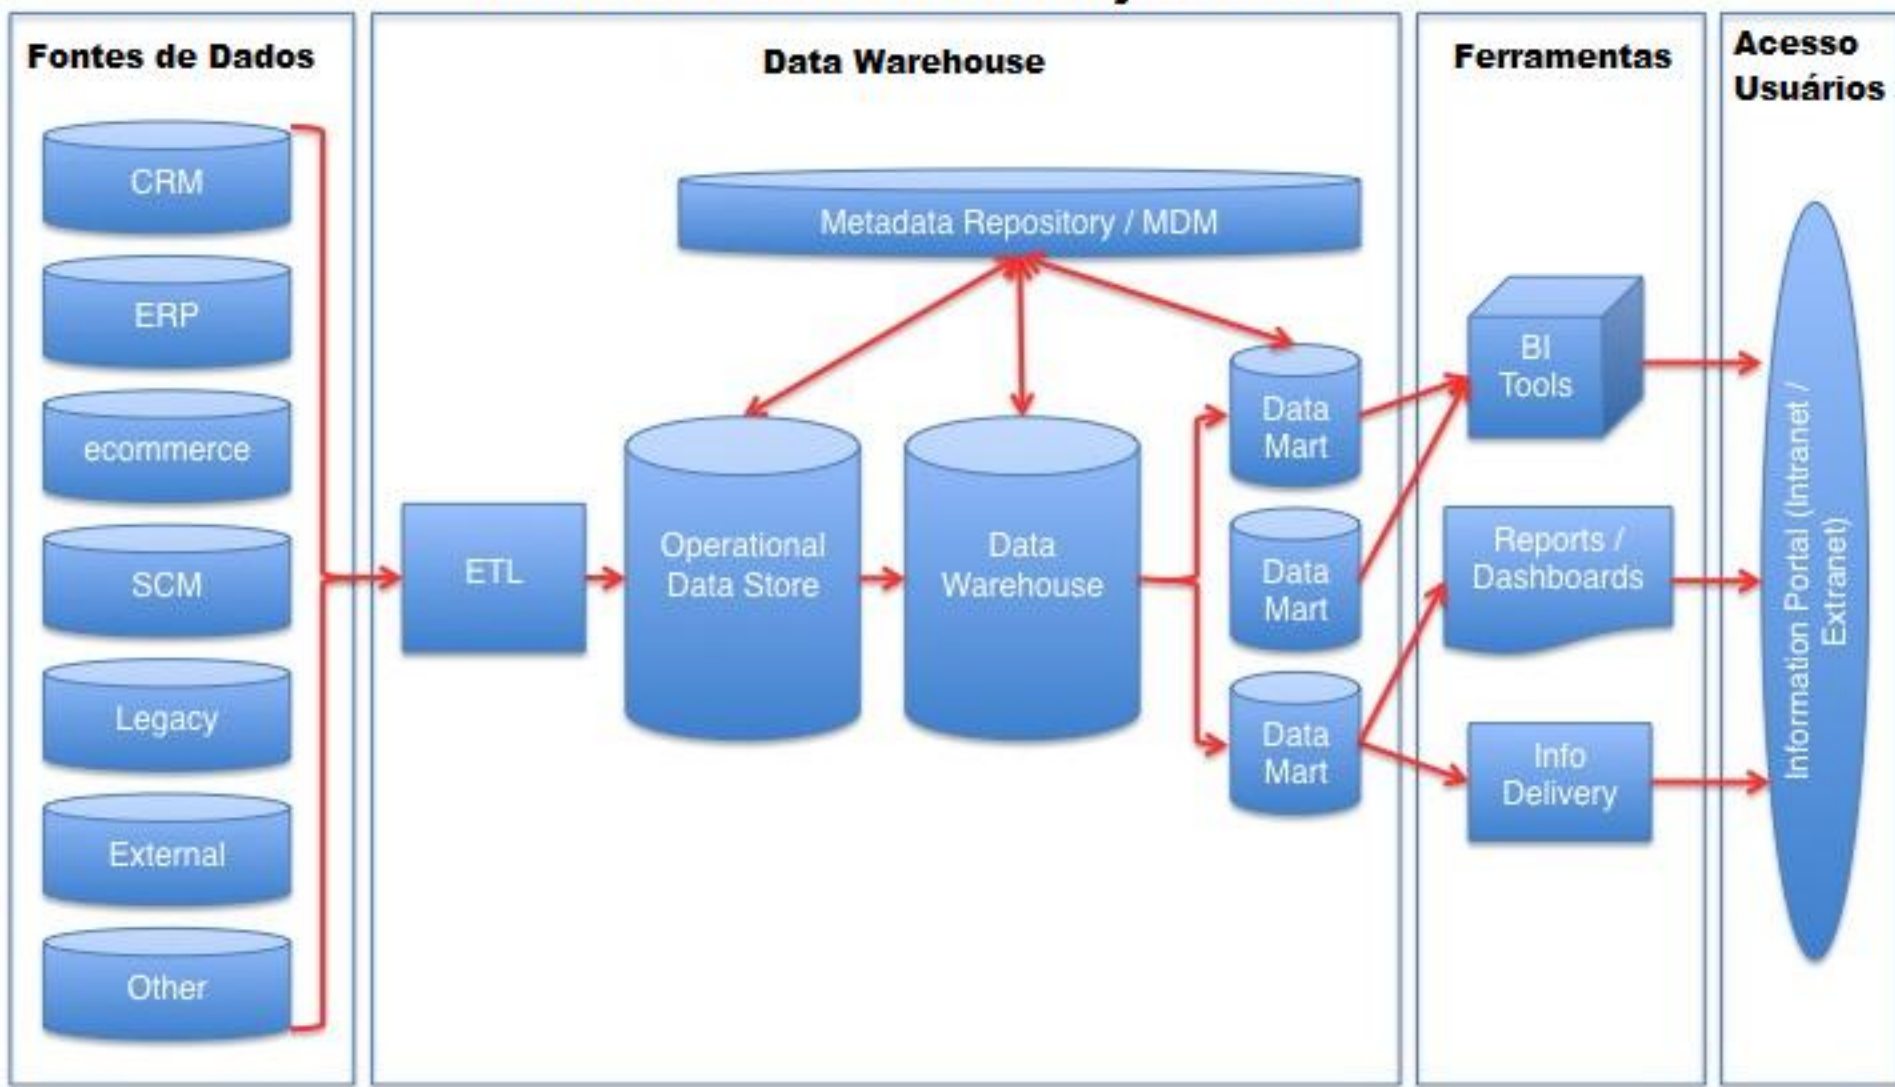 Fontes de Dados
CRM
ERP
ecommerce
SCM
Legacy
External
Other
Data Warehouse
Metadata Repository / MDM
ETL
Operational
Data Store
Data
Warehouse
Data
Mart
Data
Mart
Data
Mart
Ferramentas
BI
Tools
Reports /
Dashboards
Info
Delivery
Acesso
Usuários
Information Portal (Intranet /
Extranet)